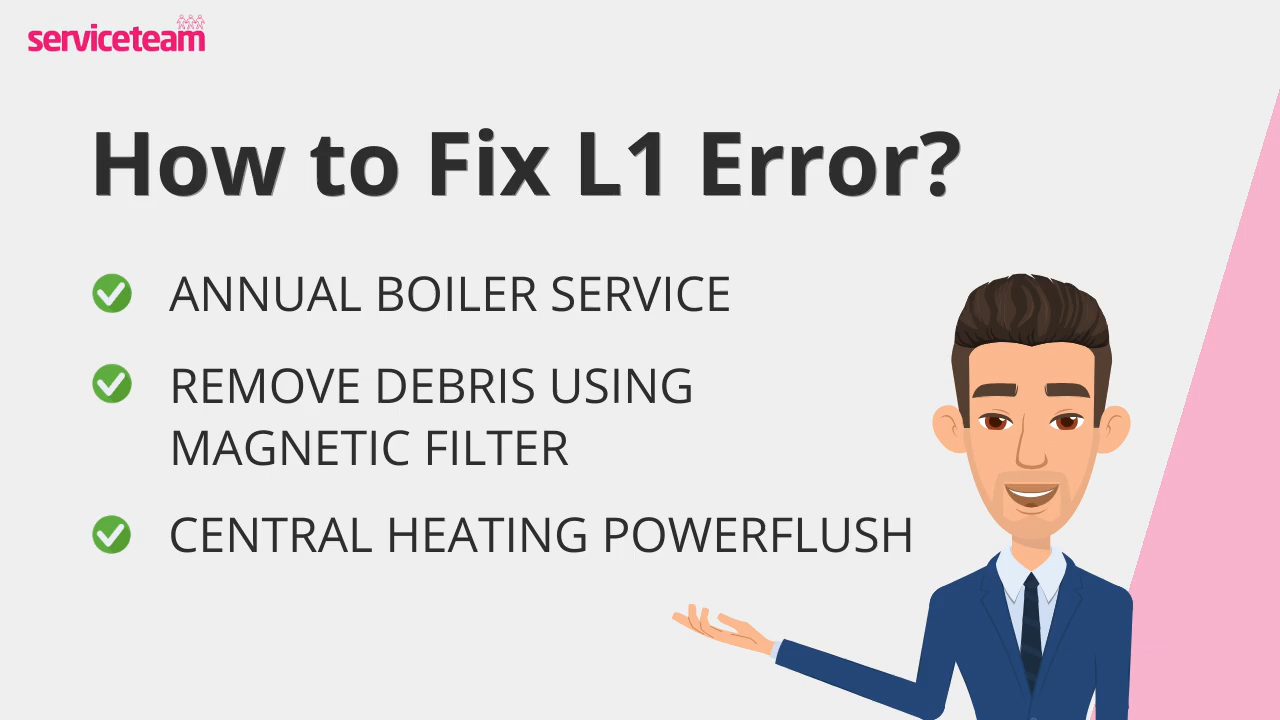 serviceteam
How to Fix L1 Error?
ANNUAL BOILER SERVICE
REMOVE DEBRIS USING
MAGNETIC FILTER
CENTRAL HEATING POWERFLUSH